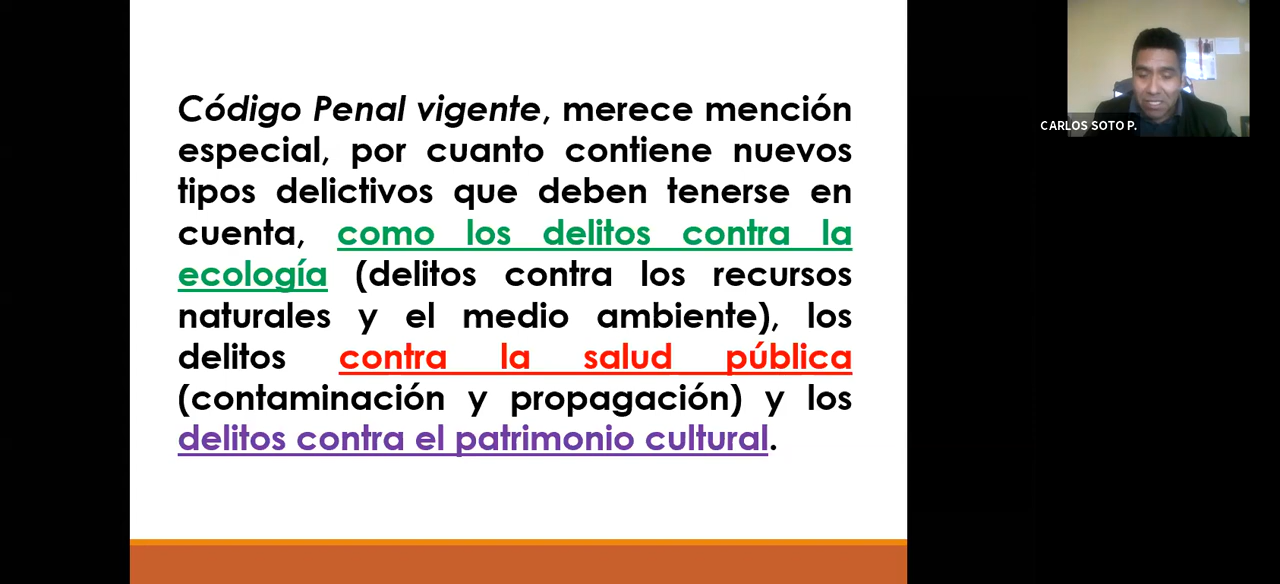 Código Penal vigente, merece mención
especial, por cuanto contiene nuevos
tipos delictivos que deben tenerse en
cuenta, como los delitos contra la
ecología (delitos contra los recursos
naturales y el medio ambiente), los
delitos contra la salud pública
(contaminación y propagación) y los
delitos contra el patrimonio cultural.
CARLOS SOTO P.